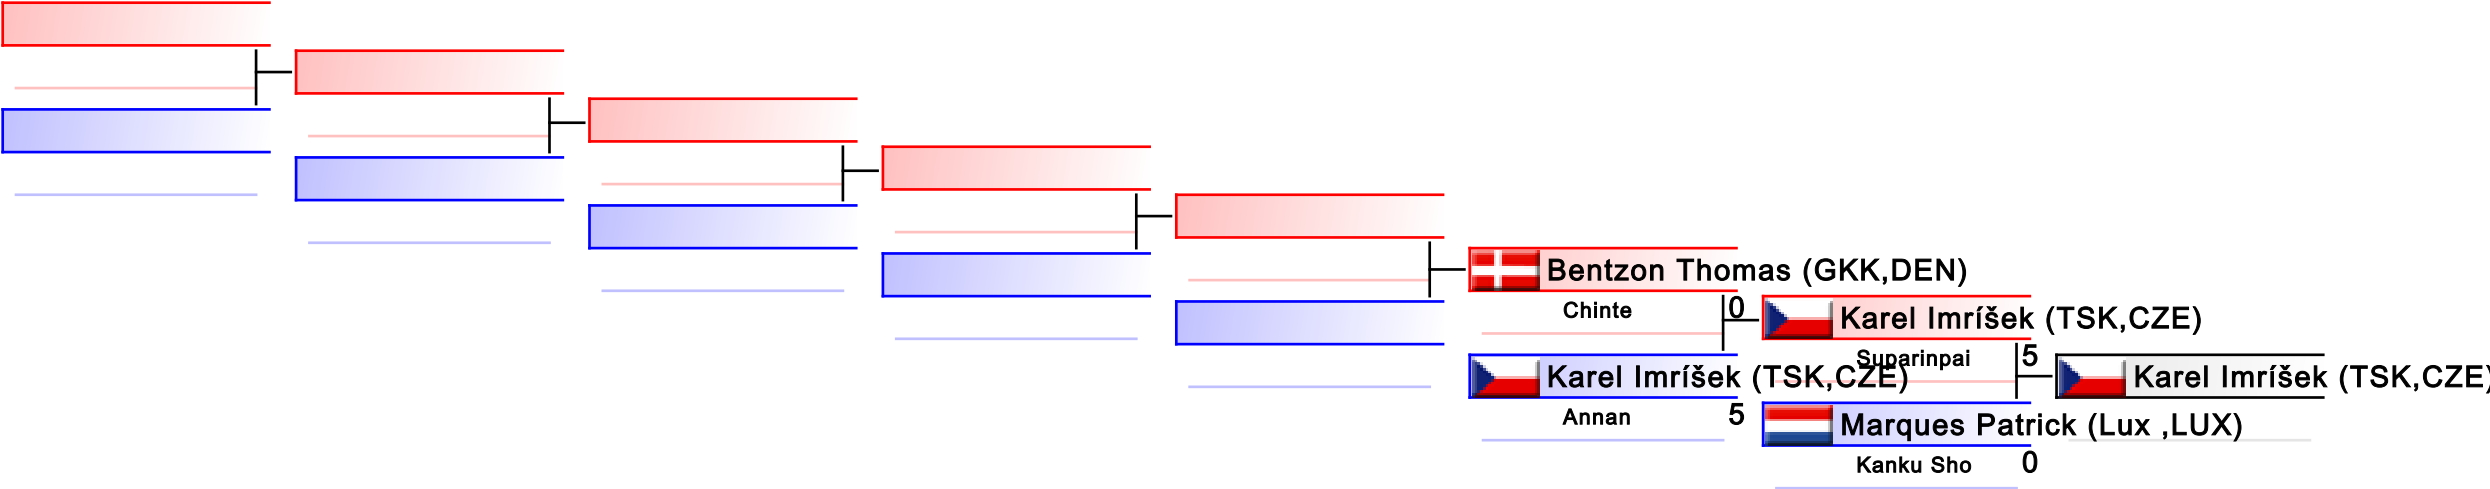 Bentzon Thomas (GKK,DEN)
Chinte
0
Karel Imríšek (TSK,CZE)
Annan
5
Karel Imríšek (TSK,CZE)
Suparinpai
5
Marques Patrick (Lux ,LUX)
Kanku Sho
0
Karel Imríšek (TSK,CZE)